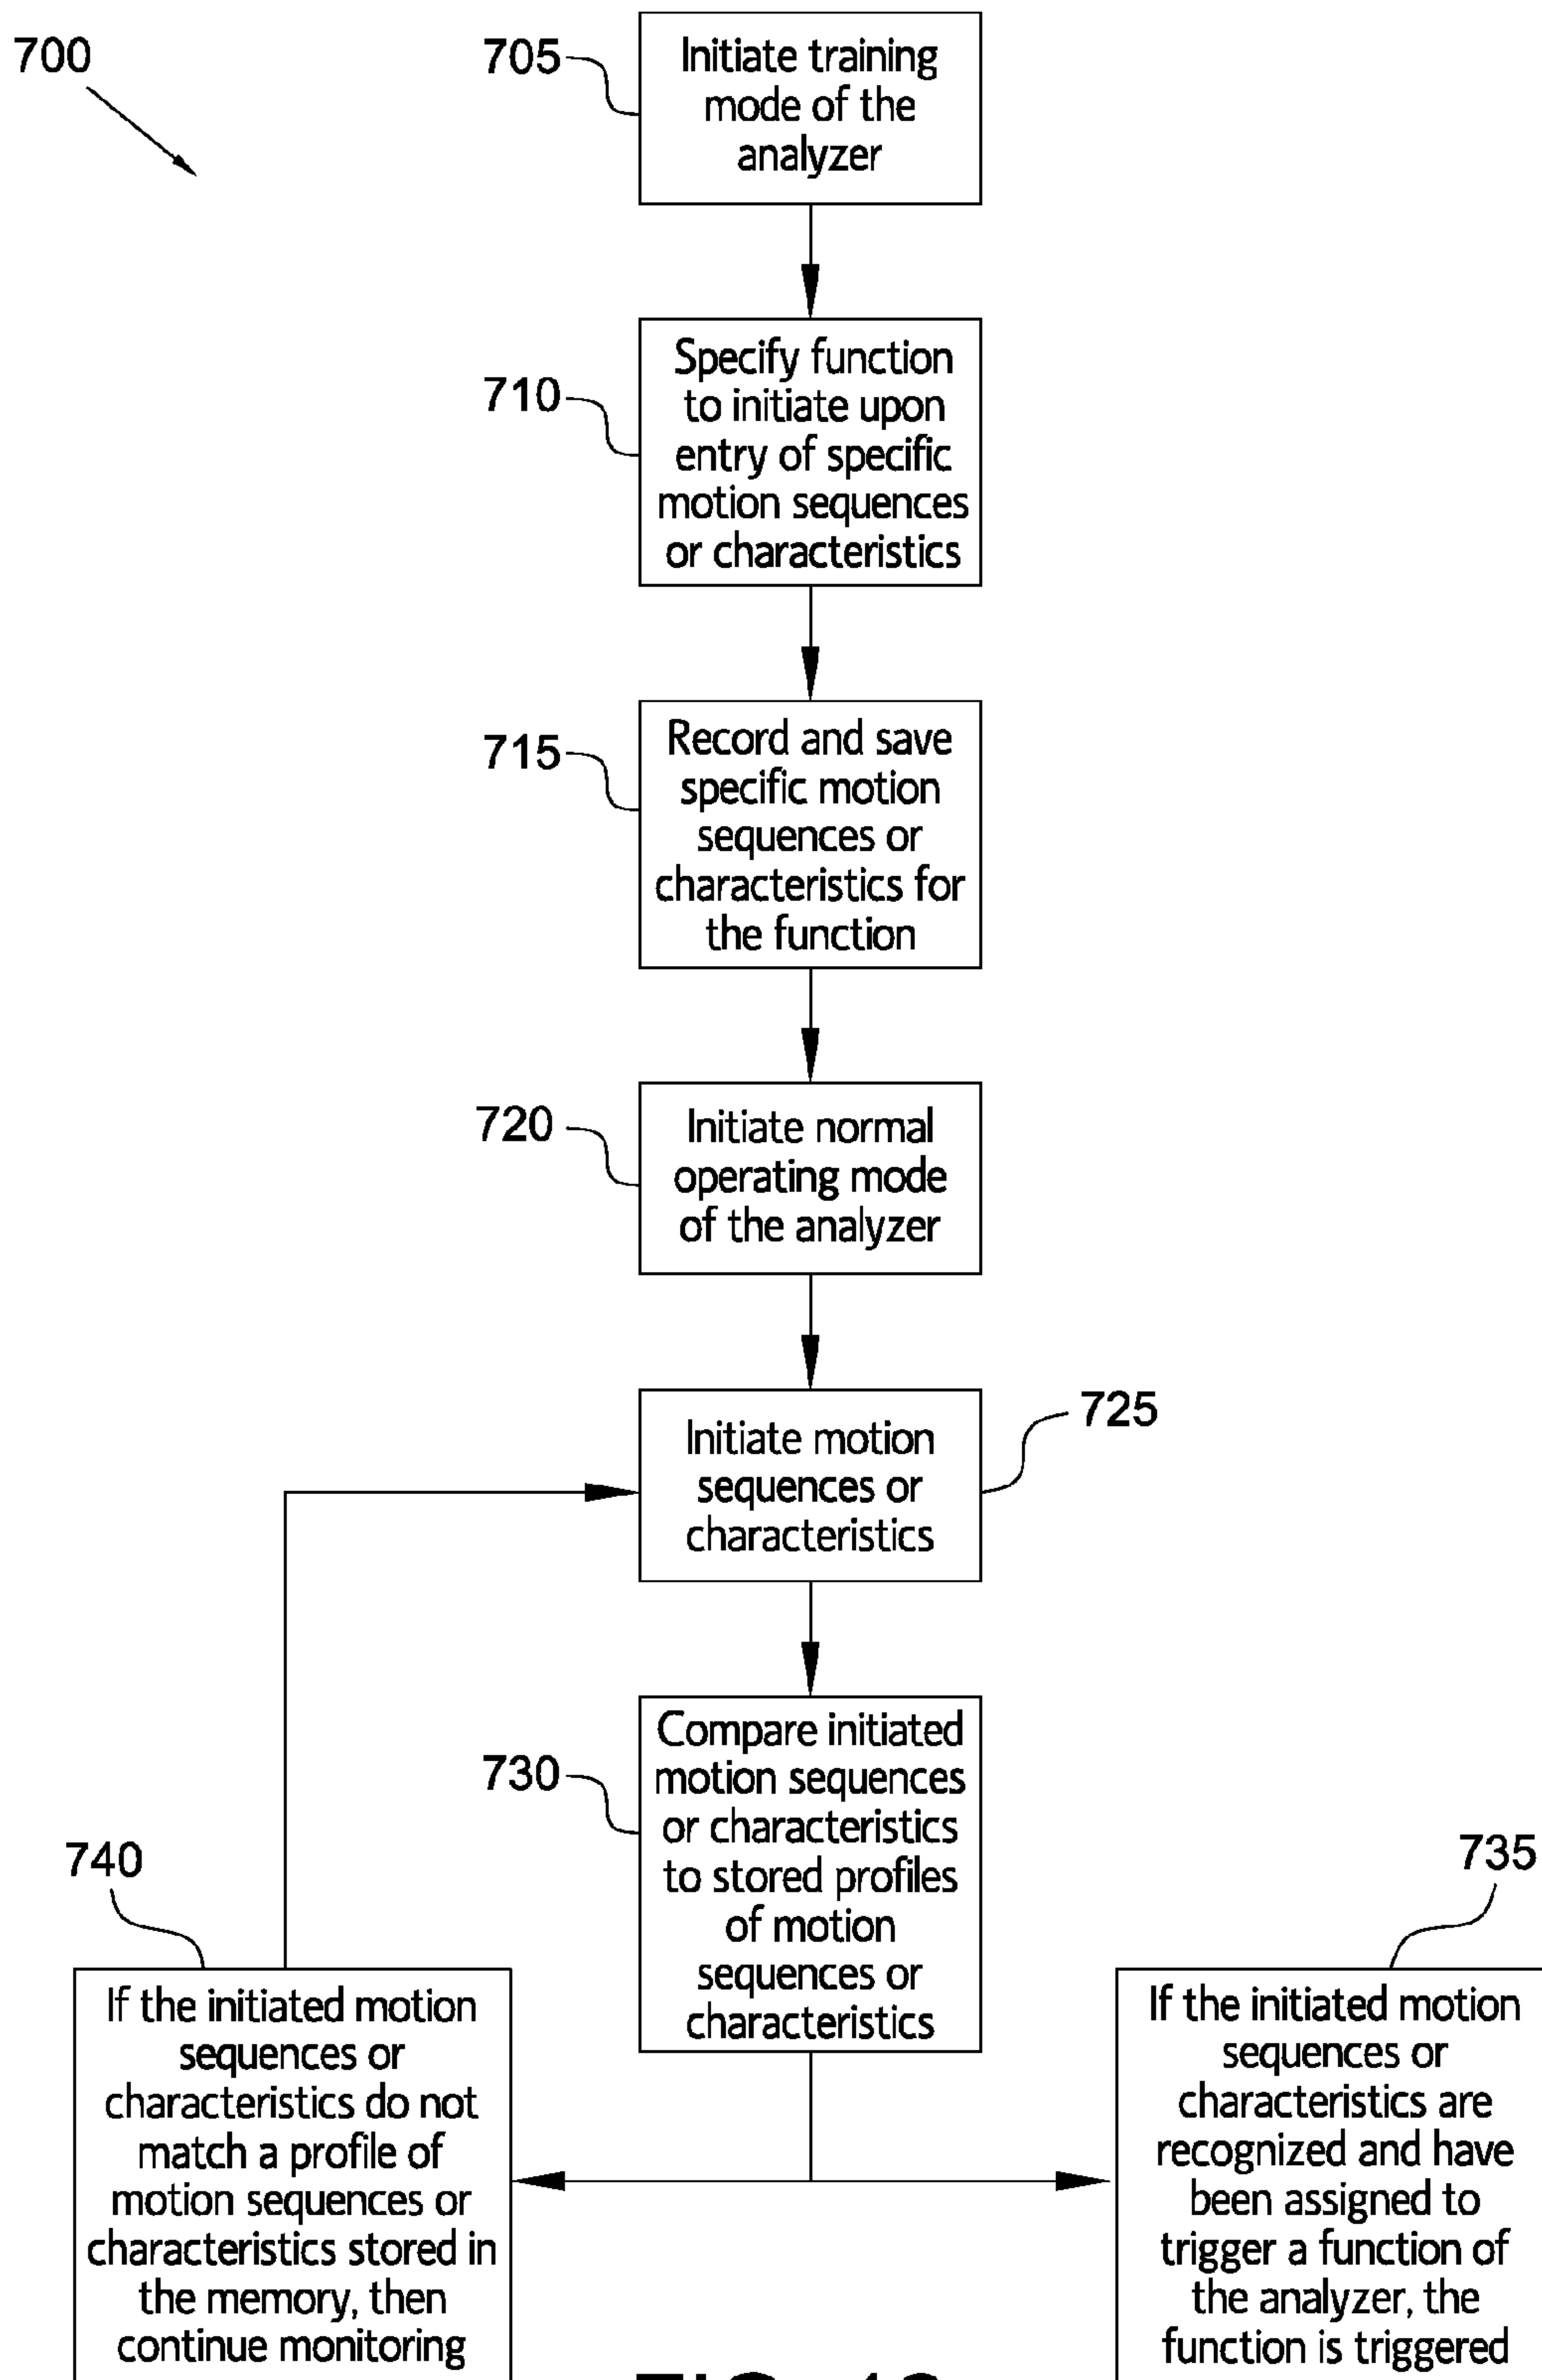 700
705
Initiate training
mode of the
analyzer
710
Specify function
to initiate upon
entry of specific
motion sequences
or characteristics
715
Record and save
specific motion
sequences or
characteristics for
the function
720
Initiate normal
operating mode
of the analyzer
725
Initiate motion
sequences or
characteristics
730
Compare initiated
motion sequences
or characteristics
to stored profiles
of motion
sequences or
characteristics
740
If the initiated motion
sequences or
characteristics do not
match a profile of
motion sequences or
characteristics stored in
the memory, then
continue monitoring
735
If the initiated motion
sequences or
characteristics are
recognized and have
been assigned to
trigger a function of
the analyzer, the
function is triggered